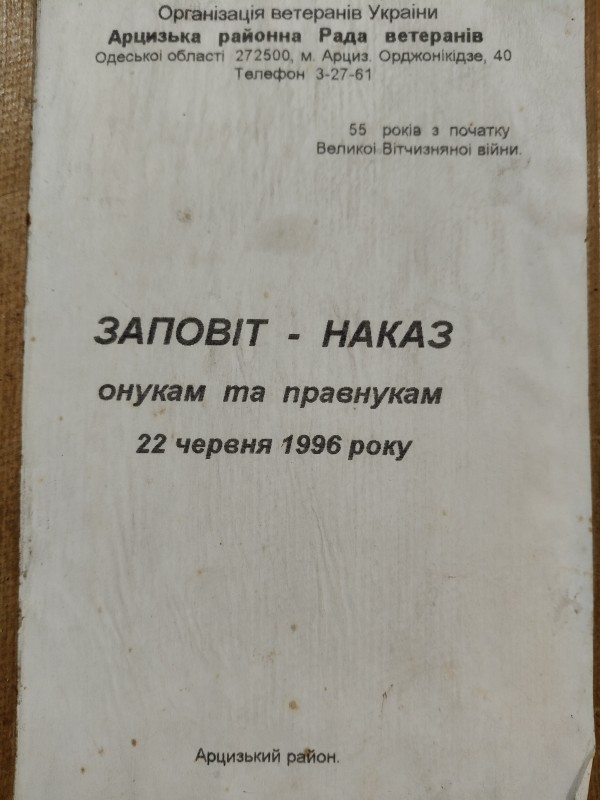 Організація ветеранів України
Арцизька районна Рада ветеранів
Одеської області 272500, м. Арциз. Орджонікідзе, 40
Телефон 3-27-61
55 років з початку
Великої Вітчизняної війни.
ЗАПОВІТ - НАКАЗ
онукам та правнукам
22 червня 1996 року
Арцизький район.